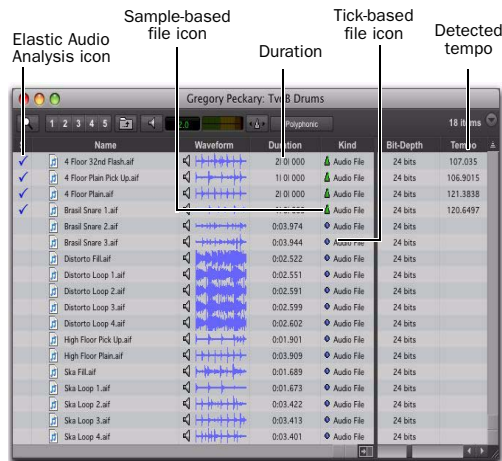 Elastic Audio
Analysis icon
Sample-based
file icon
Duration
Tick-based
file icon
Detected
tempo
Gregory Peckary: TvoB Drums
1 2 3 4 5
2.0
Polyphonic
18 items
Name Waveform Duration Kind Bit-Depth Tempo
4 Floor 32nd Flash.aif 2| 0| 000 Audio File 24 bits 107.035
4 Floor Plain Pick Up.aif 1| 0| 000 Audio File 24 bits 106.9015
4 Floor Plain.aif 2| 0| 000 Audio File 24 bits 121.3838
Brasil Snare 1.aif Audio File 24 bits 120.6497
Brasil Snare 2.aif 0:03.974 Audio File 24 bits
Brasil Snare 3.aif 0:03.944 Audio File 24 bits
Distorto Fill.aif 0:02.522 Audio File 24 bits
Distorto Loop 1.aif 0:02.551 Audio File 24 bits
Distorto Loop 2.aif 0:02.591 Audio File 24 bits
Distorto Loop 3.aif 0:02.599 Audio File 24 bits
Distorto Loop 4.aif 0:02.602 Audio File 24 bits
High Floor Pick Up.aif 0:01.901 Audio File 24 bits
High Floor Plain.aif 0:03.909 Audio File 24 bits
Ska Fill.aif 0:01.689 Audio File 24 bits
Ska Loop 1.aif 0:01.673 Audio File 24 bits
Ska Loop 2.aif 0:03.422 Audio File 24 bits
Ska Loop 3.aif 0:03.413 Audio File 24 bits
Ska Loop 4.aif 0:03.401 Audio File 24 bits